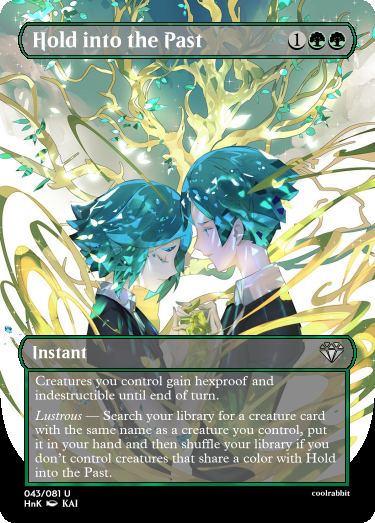 Hold into the Past 1
Instant
Creatures you control gain hexproof and
indestructible until end of turn.
Lustrous — Search your library for a creature card
with the same name as a creature you control, put
it in your hand and then shuffle your library if you
don't control creatures that share a color with Hold
into the Past.
043/081 U
HnK KAI
coolrabbit